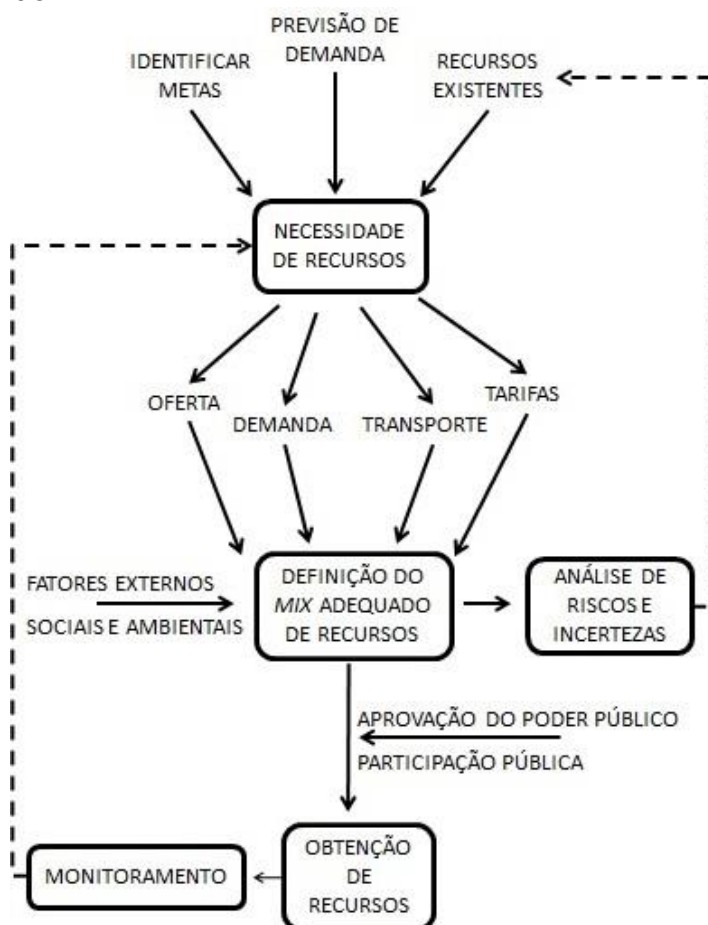 PREVISÃO DE
DEMANDA
IDENTIFICAR
METAS
RECURSOS
EXISTENTES
NECESSIDADE
DE RECURSOS
OFERTA
DEMANDA
TRANSPORTE
TARIFAS
FATORES EXTERNOS
SOCIAIS E AMBIENTAIS
DEFINIÇÃO DO
MIX ADEQUADO
DE RECURSOS
ANÁLISE DE
RISCOS E
INCERTEZAS
APROVAÇÃO DO PODER PÚBLICO
PARTICIPAÇÃO PÚBLICA
OBTENÇÃO
DE
RECURSOS
MONITORAMENTO